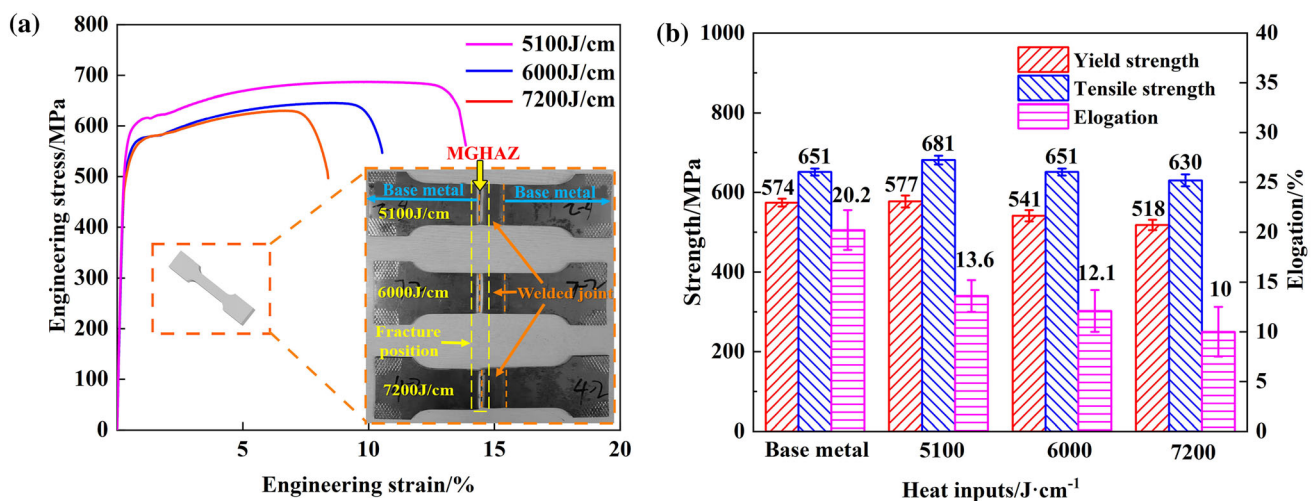 (a)
800
700
600
500
400
300
200
100
0
5
10
15
20
Engineering stress/MPa
Engineering strain/%
5100J/cm
6000J/cm
7200J/cm
MGHAZ
Base metal
Base metal
5100J/cm
6000J/cm
Welded joint
Fracture
position
7200J/cm
4-2
(b)
1000
800
600
400
200
0
Strength/MPa
Yield strength
Tensile strength
Elogation
574
651
20.2
577
681
13.6
541
651
12.1
518
630
10
Base metal
5100
6000
7200
Heat inputs/J·cm-1
40
35
30
25
20
15
10
5
0
Elogation/%